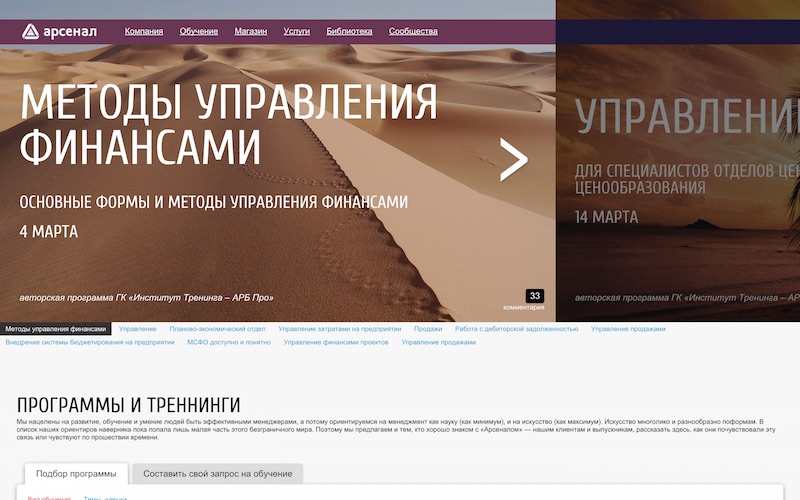 арсенал Компания Обучение Магазин Услуги Библиотека Сообщества
МЕТОДЫ УПРАВЛЕНИЯ
ФИНАНСАМИ
ОСНОВНЫЕ ФОРМЫ И МЕТОДЫ УПРАВЛЕНИЯ ФИНАНСАМИ
4 МАРТА
авторская программа ГК «Институт Тренинга – АРБ Про»
33
комментария
УПРАВЛЕНИ
ДЛЯ СПЕЦИАЛИСТОВ ОТДЕЛОВ ЦЕН
ЦЕНООБРАЗОВАНИЯ
14 МАРТА
авторская программа ГК «Институт Тренинга – АРБ Про»
Методы управления финансами Управление Планово-экономический отдел Управление затратами на предприятии Продажи Работа с дебиторской задолженностью Управление продажами
Внедрение системы бюджетирования на предприятии МСФО доступно и понятно Управление финансами проектов Управление продажами
ПРОГРАММЫ И ТРЕННИНГИ
Мы нацелены на развитие, обучение и умение людей быть эффективными менеджерами, а потому ориентируемся на менеджмент как науку (как минимум), и на искусство (как максимум). Искусство многолико и разнообразно поформам. В
список наших ориентиров наверняка пока попала лишь малая часть этого безграничного мира. Поэтому мы предлагаем и тем, кто хорошо знаком с «Арсеналом» — нашим клиентам и выпускникам, рассказать здесь, как они почувствовали эту
связь или чувствуют по прошествии времени.
Подбор программы Составить свой запрос на обучение